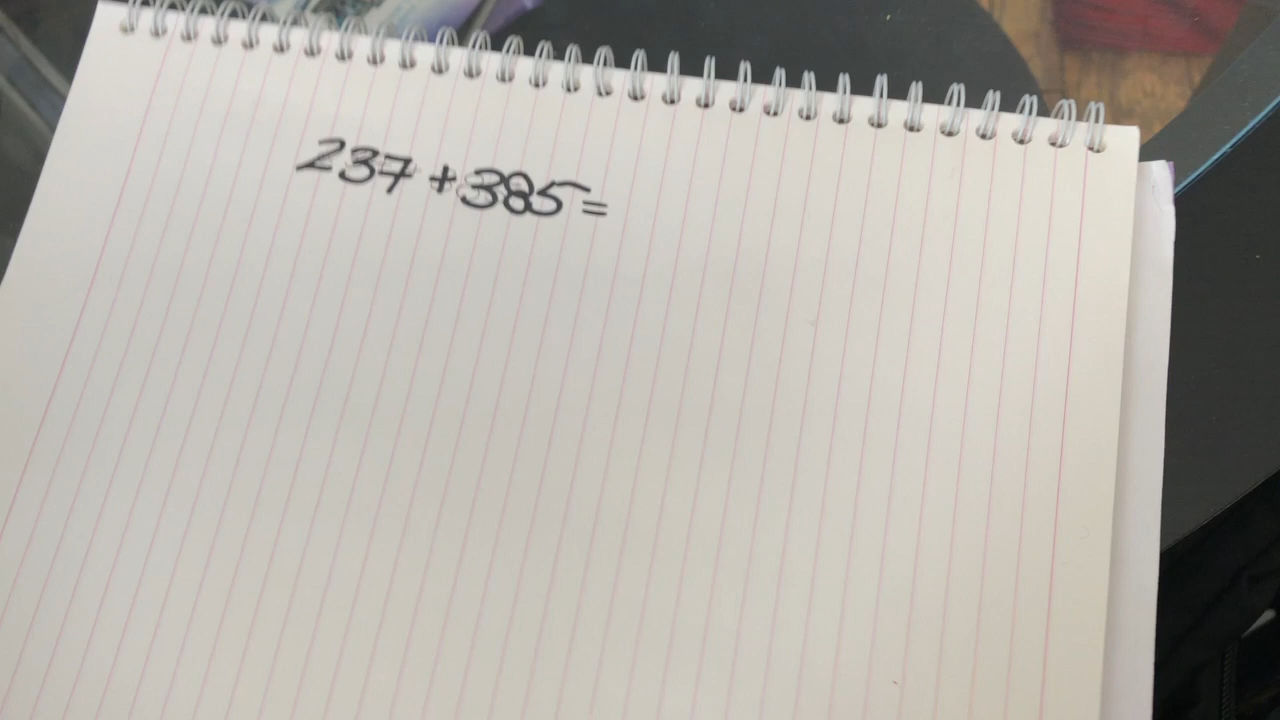 237 + 385 =